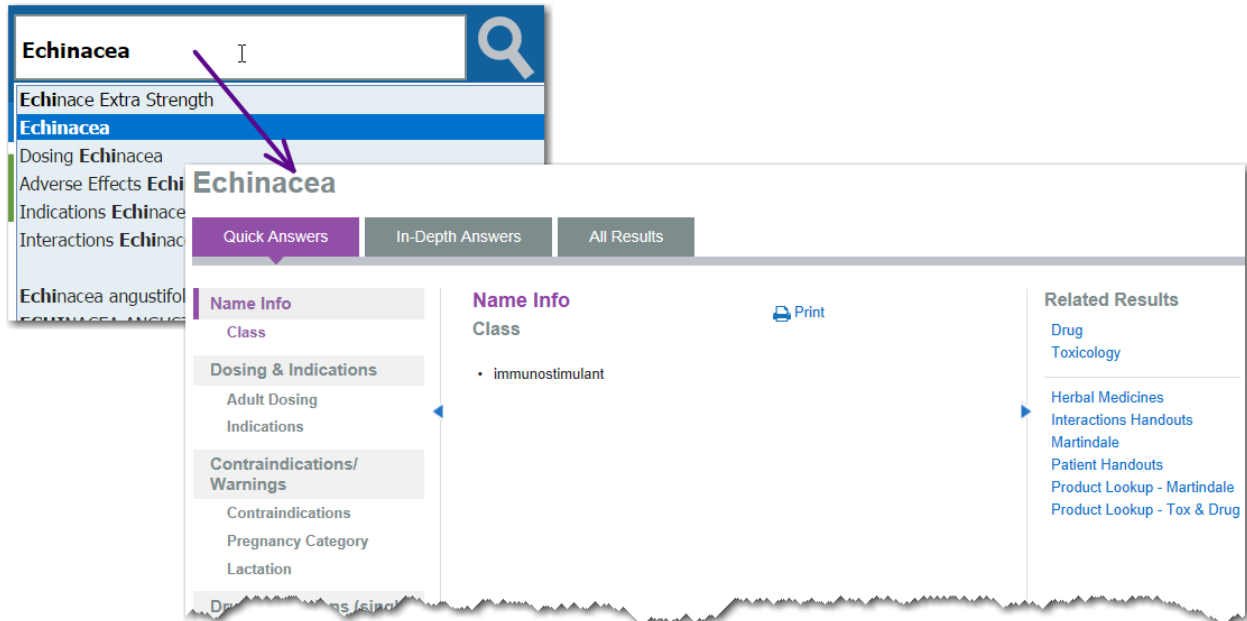 Echinacea
Echinace Extra Strength
Echinacea
Dosing Echinacea
Adverse Effects Echi
Indications Echinace
Interactions Echinac
Echinacea angustifol
Echinacea
Quick Answers
In-Depth Answers
All Results
Name Info
Class
Dosing & Indications
Adult Dosing
Indications
Contraindications/
Warnings
Contraindications
Pregnancy Category
Lactation
Name Info
Print
Class
• immunostimulant
Related Results
Drug
Toxicology
Herbal Medicines
Interactions Handouts
Martindale
Patient Handouts
Product Lookup - Martindale
Product Lookup - Tox & Drug